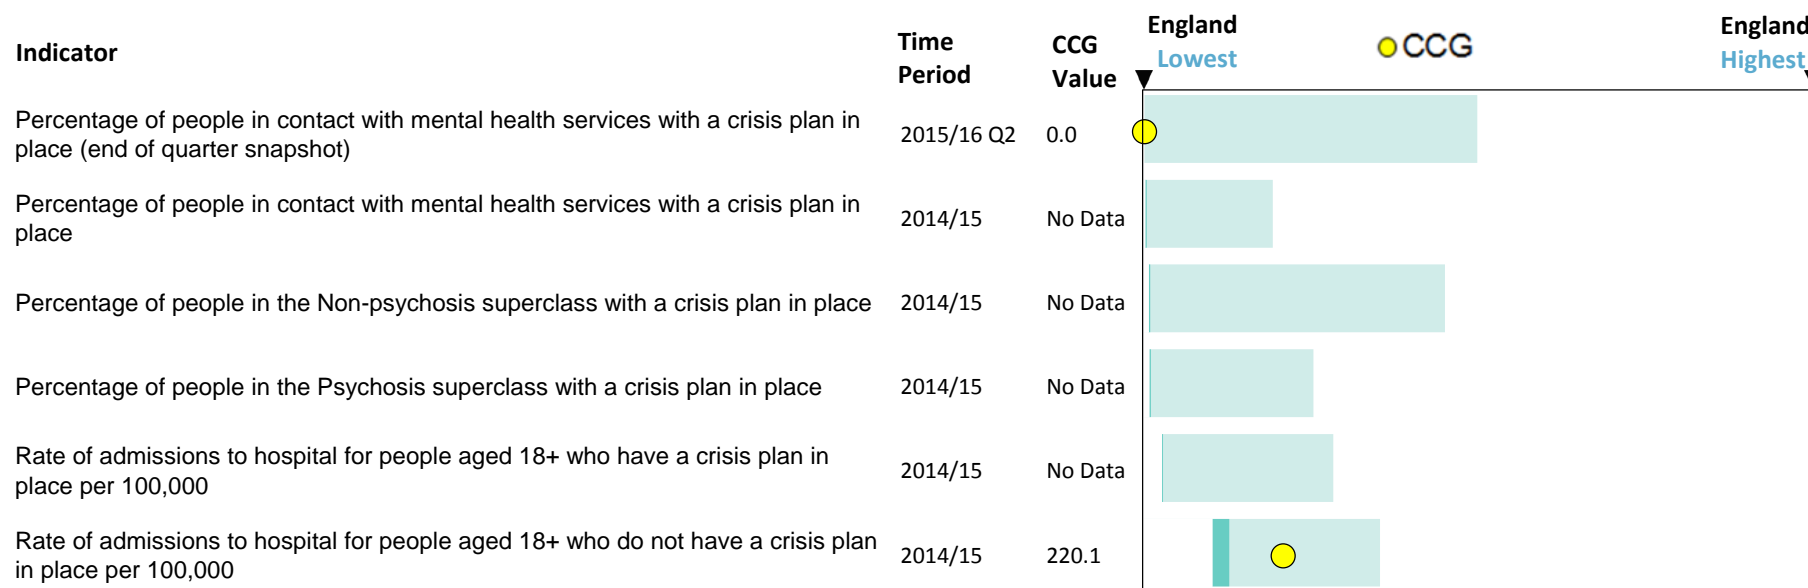 Indicator
Time Period
CCG Value
England Lowest
CCG
England Highest
Percentage of people in contact with mental health services with a crisis plan in
place (end of quarter snapshot)
2015/16 Q2
0.0
Percentage of people in contact with mental health services with a crisis plan in
place
2014/15
No Data
Percentage of people in the Non-psychosis superclass with a crisis plan in place
2014/15
No Data
Percentage of people in the Psychosis superclass with a crisis plan in place
2014/15
No Data
Rate of admissions to hospital for people aged 18+ who have a crisis plan in
place per 100,000
2014/15
No Data
Rate of admissions to hospital for people aged 18+ who do not have a crisis plan
in place per 100,000
2014/15
220.1